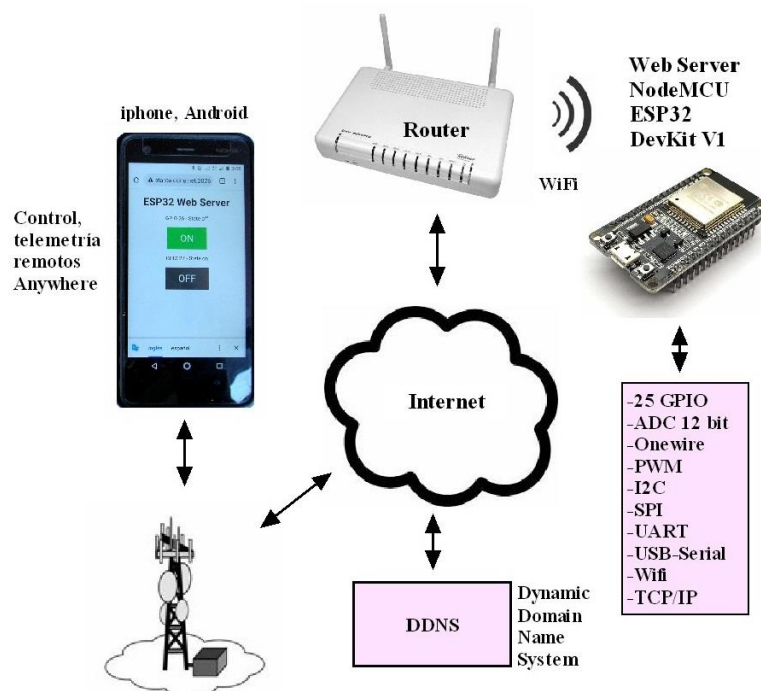 iphone, Android
Control,
telemetría
remotos
Anywhere
ESP32 Web Server
ON
OFF
inglés español
Router
WiFi
Web Server
NodeMCU
ESP32
DevKit V1
Internet
DDNS
Dynamic
Domain
Name
System
-25 GPIO
-ADC 12 bit
-Onewire
-PWM
-I2C
-SPI
-UART
-USB-Serial
-Wifi
-TCP/IP